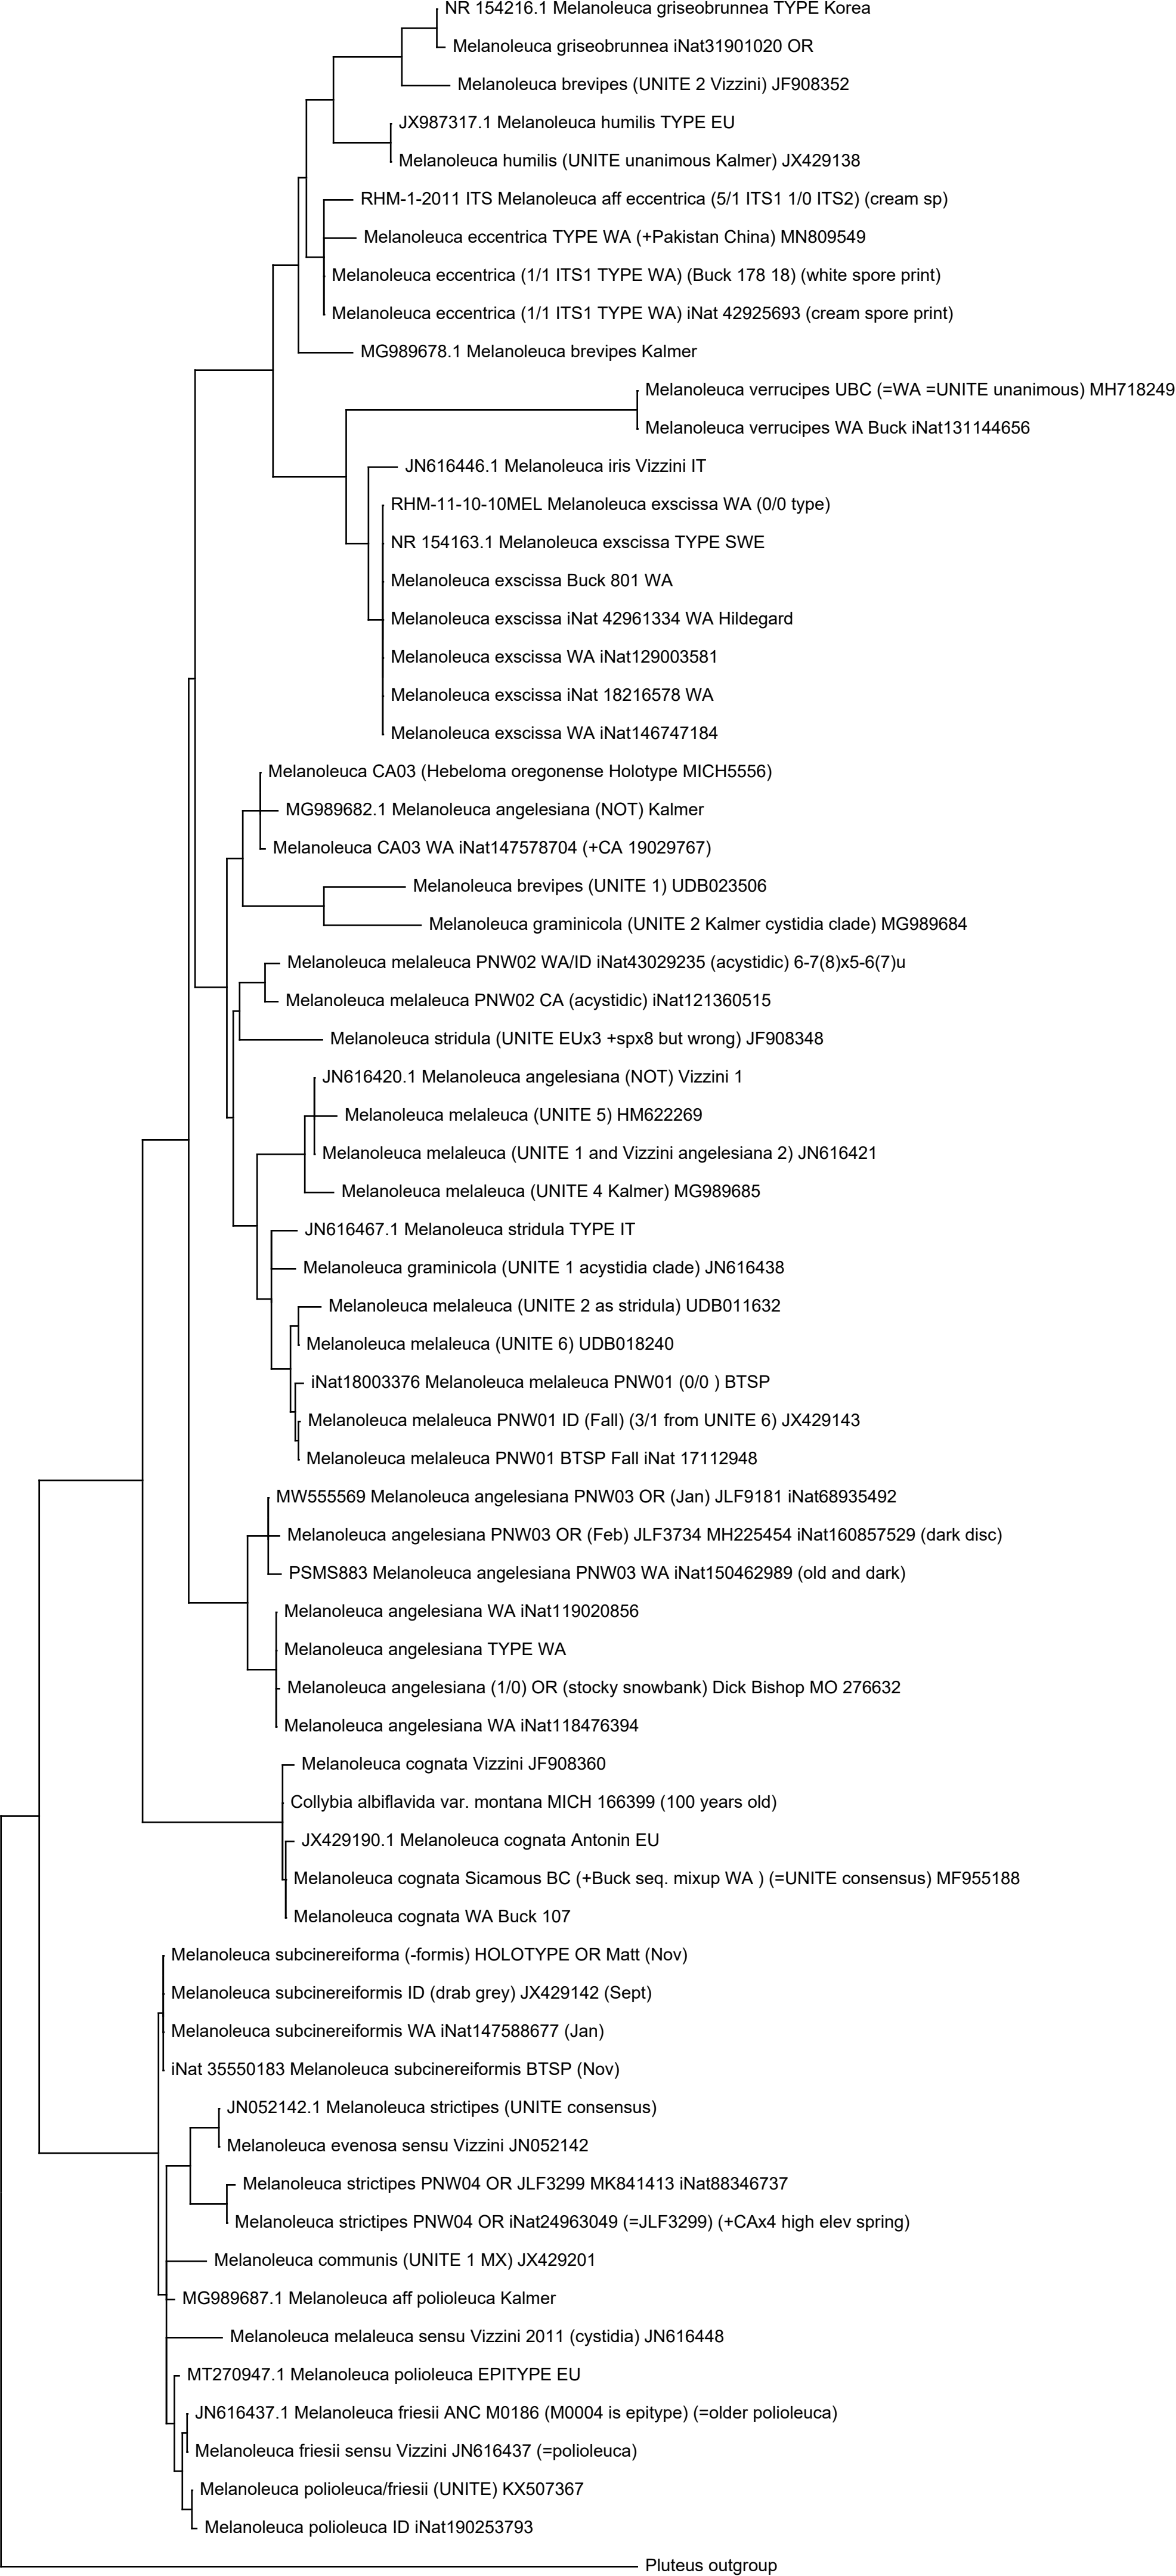 NR 154216.1 Melanoleuca griseobrunnea TYPE Korea
Melanoleuca griseobrunnea iNat31901020 OR
Melanoleuca brevipes (UNITE 2 Vizzini) JF908352
JX987317.1 Melanoleuca humilis TYPE EU
Melanoleuca humilis (UNITE unanimous Kalmer) JX429138
RHM-1-2011 ITS Melanoleuca aff eccentrica (5/1 ITS1 1/0 ITS2) (cream sp)
Melanoleuca eccentrica TYPE WA (+Pakistan China) MN809549
Melanoleuca eccentrica (1/1 ITS1 TYPE WA) (Buck 178 18) (white spore print)
Melanoleuca eccentrica (1/1 ITS1 TYPE WA) iNat 42925693 (cream spore print)
MG989678.1 Melanoleuca brevipes Kalmer
Melanoleuca verrucipes UBC (=WA =UNITE unanimous) MH718249
Melanoleuca verrucipes WA Buck iNat131144656
JN616446.1 Melanoleuca iris Vizzini IT
RHM-11-10-10MEL Melanoleuca exscissa WA (0/0 type)
NR 154163.1 Melanoleuca exscissa TYPE SWE
Melanoleuca exscissa Buck 801 WA
Melanoleuca exscissa iNat 42961334 WA Hildegard
Melanoleuca exscissa WA iNat129003581
Melanoleuca exscissa iNat 18216578 WA
Melanoleuca exscissa WA iNat146747184
Melanoleuca CA03 (Hebeloma oregonense Holotype MICH5556)
MG989682.1 Melanoleuca angelesiana (NOT) Kalmer
Melanoleuca CA03 WA iNat147578704 (+CA 19029767)
Melanoleuca brevipes (UNITE 1) UDB023506
Melanoleuca graminicola (UNITE 2 Kalmer cystidia clade) MG989684
Melanoleuca melaleuca PNW02 WA/ID iNat43029235 (acystidic) 6-7(8)x5-6(7)u
Melanoleuca melaleuca PNW02 CA (acystidic) iNat121360515
Melanoleuca stridula (UNITE EUx3 +spx8 but wrong) JF908348
JN616420.1 Melanoleuca angelesiana (NOT) Vizzini 1
Melanoleuca melaleuca (UNITE 5) HM622269
Melanoleuca melaleuca (UNITE 1 and Vizzini angelesiana 2) JN616421
Melanoleuca melaleuca (UNITE 4 Kalmer) MG989685
JN616467.1 Melanoleuca stridula TYPE IT
Melanoleuca graminicola (UNITE 1 acystidia clade) JN616438
Melanoleuca melaleuca (UNITE 2 as stridula) UDB011632
Melanoleuca melaleuca (UNITE 6) UDB018240
iNat18003376 Melanoleuca melaleuca PNW01 (0/0 ) BTSP
Melanoleuca melaleuca PNW01 ID (Fall) (3/1 from UNITE 6) JX429143
Melanoleuca melaleuca PNW01 BTSP Fall iNat 17112948
MW555569 Melanoleuca angelesiana PNW03 OR (Jan) JLF9181 iNat68935492
Melanoleuca angelesiana PNW03 OR (Feb) JLF3734 MH225454 iNat160857529 (dark disc)
PSMS883 Melanoleuca angelesiana PNW03 WA iNat150462989 (old and dark)
Melanoleuca angelesiana WA iNat119020856
Melanoleuca angelesiana TYPE WA
Melanoleuca angelesiana (1/0) OR (stocky snowbank) Dick Bishop MO 276632
Melanoleuca angelesiana WA iNat118476394
Melanoleuca cognata Vizzini JF908360
Collybia albiflavida var. montana MICH 166399 (100 years old)
JX429190.1 Melanoleuca cognata Antonin EU
Melanoleuca cognata Sicamous BC (+Buck seq. mixup WA ) (=UNITE consensus) MF955188
Melanoleuca cognata WA Buck 107
Melanoleuca subcinereiforma (-formis) HOLOTYPE OR Matt (Nov)
Melanoleuca subcinereiformis ID (drab grey) JX429142 (Sept)
Melanoleuca subcinereiformis WA iNat147588677 (Jan)
iNat 35550183 Melanoleuca subcinereiformis BTSP (Nov)
JN052142.1 Melanoleuca strictipes (UNITE consensus)
Melanoleuca evenosa sensu Vizzini JN052142
Melanoleuca strictipes PNW04 OR JLF3299 MK841413 iNat88346737
Melanoleuca strictipes PNW04 OR iNat24963049 (=JLF3299) (+CAx4 high elev spring)
Melanoleuca communis (UNITE 1 MX) JX429201
MG989687.1 Melanoleuca aff polioleuca Kalmer
Melanoleuca melaleuca sensu Vizzini 2011 (cystidia) JN616448
MT270947.1 Melanoleuca polioleuca EPITYPE EU
JN616437.1 Melanoleuca friesii ANC M0186 (M0004 is epitype) (=older polioleuca)
Melanoleuca friesii sensu Vizzini JN616437 (=polioleuca)
Melanoleuca polioleuca/friesii (UNITE) KX507367
Melanoleuca polioleuca ID iNat190253793
Pluteus outgroup